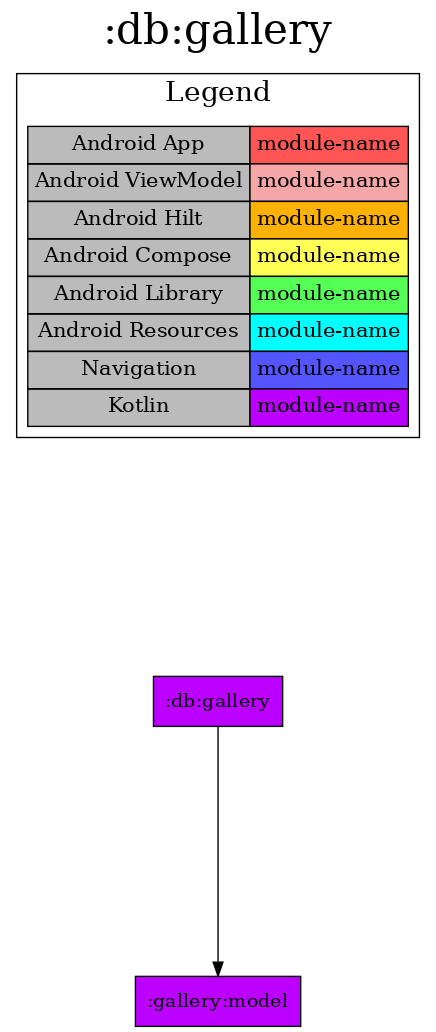 :db:gallery
Legend
Android App module-name
Android ViewModel module-name
Android Hilt module-name
Android Compose module-name
Android Library module-name
Android Resources module-name
Navigation module-name
Kotlin module-name
:db:gallery
:gallery:model